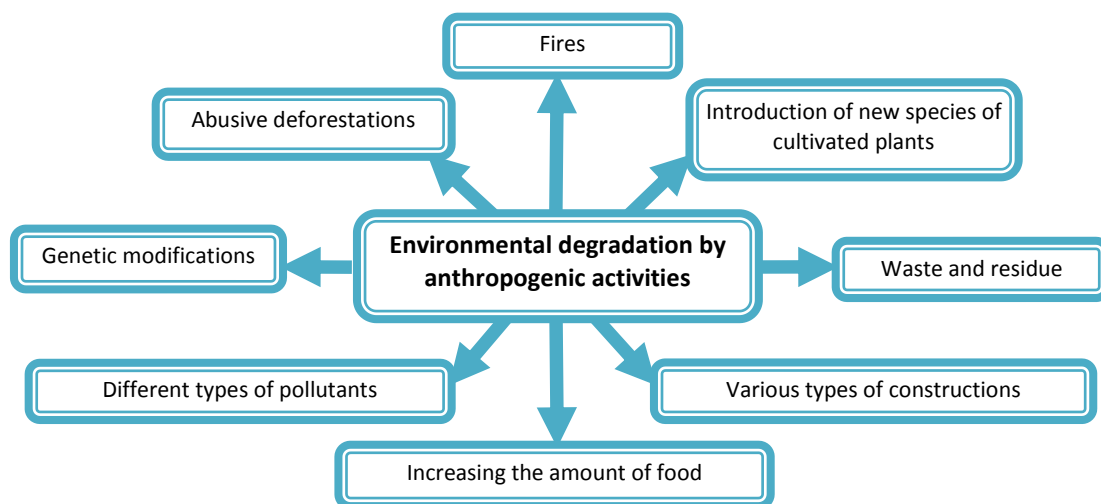 Fires
Abusive deforestations
Introduction of new species of
cultivated plants
Environmental degradation by
anthropogenic activities
Genetic modifications
Waste and residue
Different types of pollutants
Various types of constructions
Increasing the amount of food